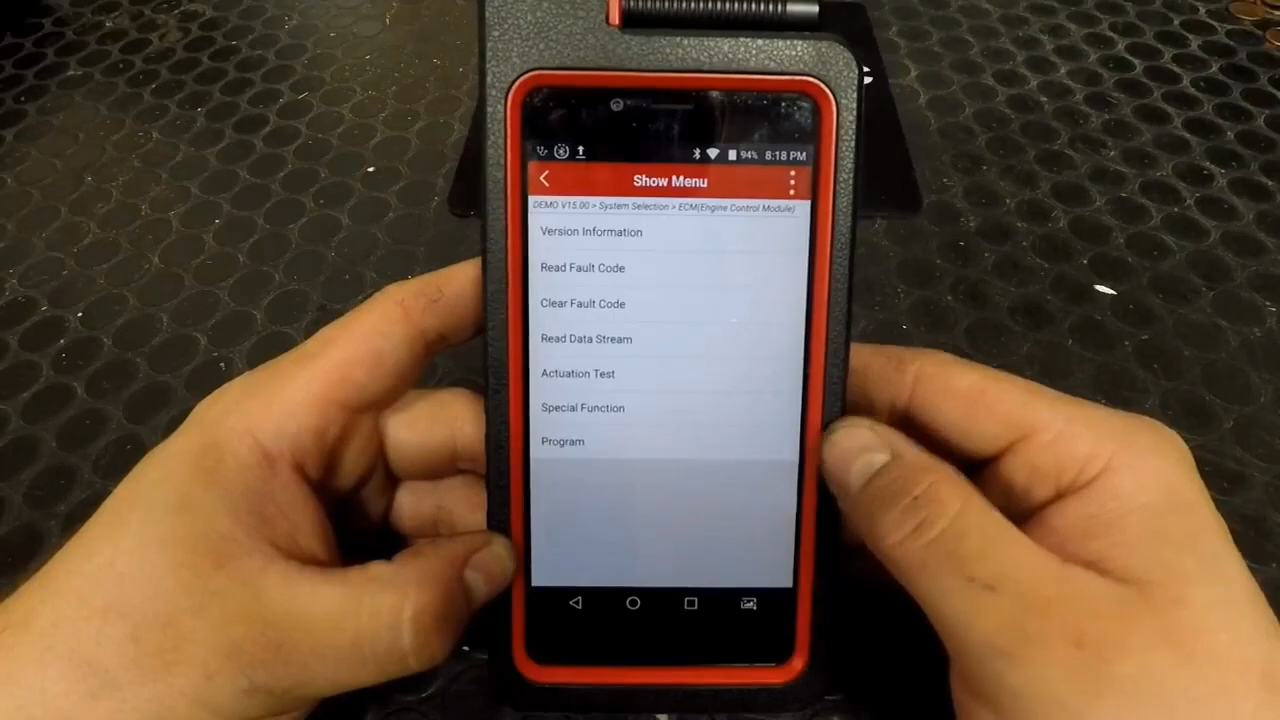 94% 8:18 PM
Show Menu
DEMO V15.00 > System Selection > ECM(Engine Control Module)
Version Information
Read Fault Code
Clear Fault Code
Read Data Stream
Actuation Test
Special Function
Program